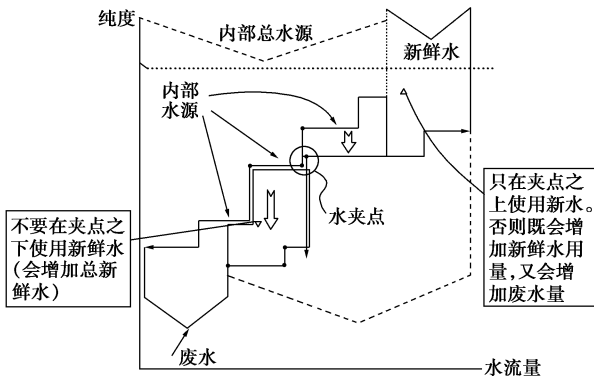 纯度
内部总水源
新鲜水
内部
水源
水夹点
只在夹点之
上使用新水。
否则既会增
加新鲜水用
量,又会增
加废水量
不要在夹点之
下使用新鲜水
(会增加总新
鲜水)
废水
水流量